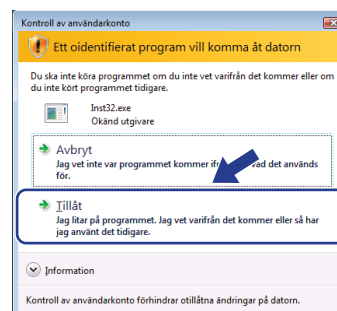 Kontroll av användarkonto
Ett oidentifierat program vill komma åt datorn
Du ska inte köra programmet om du inte vet varifrån det kommer eller om
du inte kört programmet tidigare.
Inst32.exe
Okänd utgivare
Avbryt
Jag vet inte var programmet kommer vad det används
för.
Tillåt
Jag litar på programmet. Jag vet varifrån det kommer eller så har
jag använt det tidigare.
Information
Kontroll av användarkonto förhindrar otillåtna ändringar på datorn.